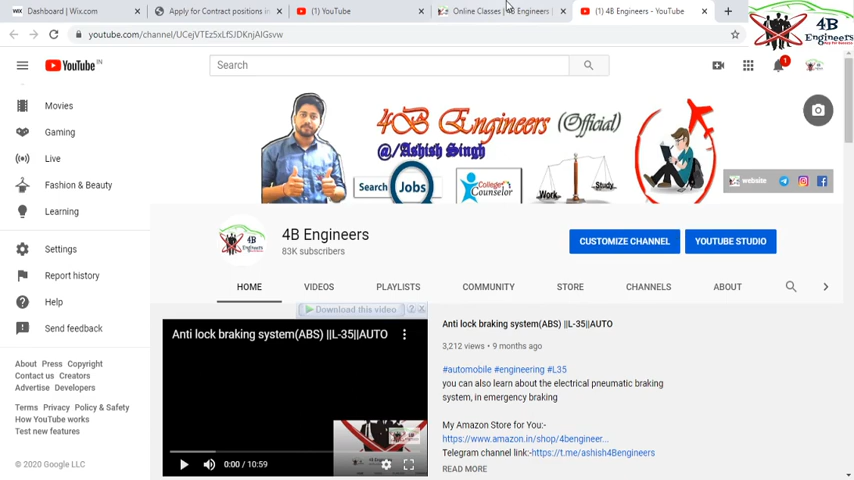 Dashboard | Wix.com
Apply for Contract positions in
(1) YouTube
Online Classes | 4B Engineers |
(1) 4B Engineers - YouTube
youtube.com/channel/UCejVTEz5xLfSJDKnjAlGsvw
4B
Engineers
YouTube IN
Search
1
Movies
Gaming
Live
Fashion & Beauty
Learning
Settings
Report history
Help
Send feedback
About Press Copyright
Contact us Creators
Advertise Developers
Terms Privacy Policy & Safety
How YouTube works
Test new features
© 2020 Google LLC
4B Engineers (Official)
@/Ashish Singh
Search Jobs
College Counselor
Work
Study
website
4B Engineers
83K subscribers
CUSTOMIZE CHANNEL
YOUTUBE STUDIO
HOME
VIDEOS
PLAYLISTS
COMMUNITY
STORE
CHANNELS
ABOUT
Download this video ? X
Anti lock braking system(ABS) ||L-35||AUTO
0:00 / 10:59
Anti lock braking system(ABS) ||L-35||AUTO
3,212 views • 9 months ago
#automobile #engineering #L35
you can also learn about the electrical pneumatic braking
system, in emergency braking
My Amazon Store for You:-
https://www.amazon.in/shop/4bengineer...
Telegram channel link:-https://t.me/ashish4Bengineers
READ MORE